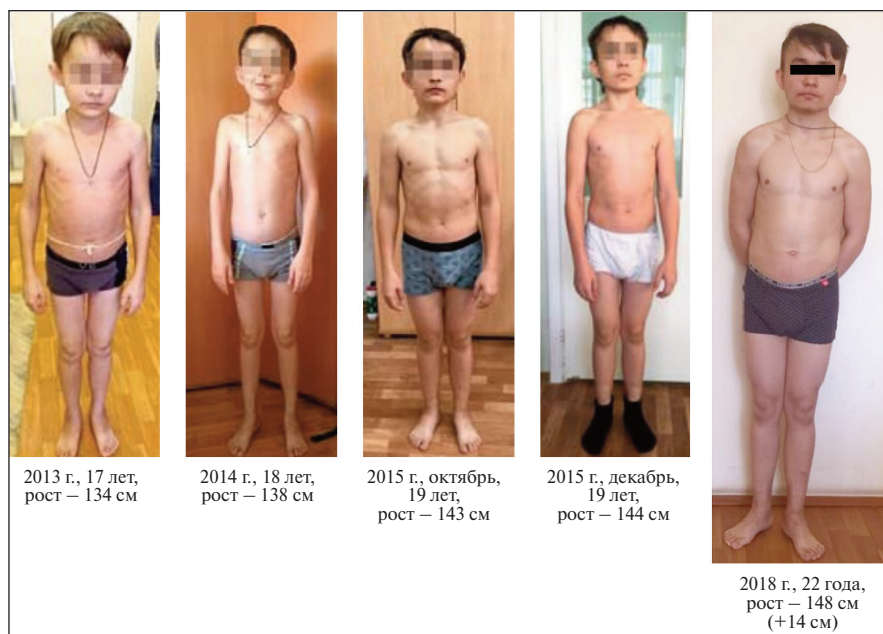 2013 г., 17 лет,
рост – 134 см
2014 г., 18 лет,
рост – 138 см
2015 г., октябрь,
19 лет,
рост – 143 см
2015 г., декабрь,
19 лет,
рост – 144 см
2018 г., 22 года,
рост – 148 см
(+14 см)